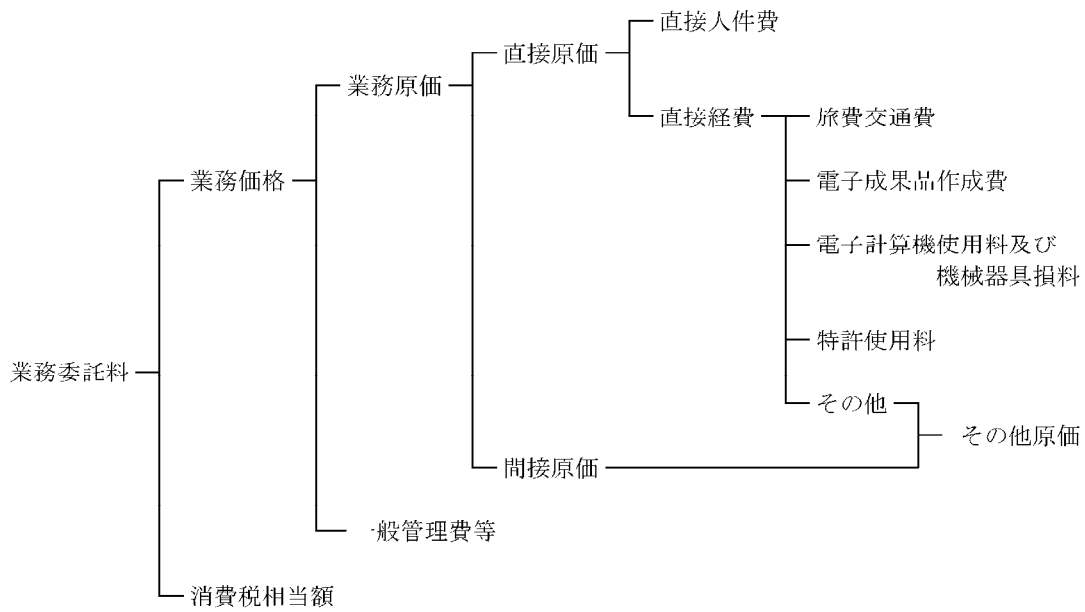 直接人件費
直接原価
業務原価
直接経費
旅費交通費
業務価格
電子成果品作成費
電子計算機使用料及び
機械器具損料
特許使用料
業務委託料
その他
その他原価
間接原価
一般管理費等
消費税相当額